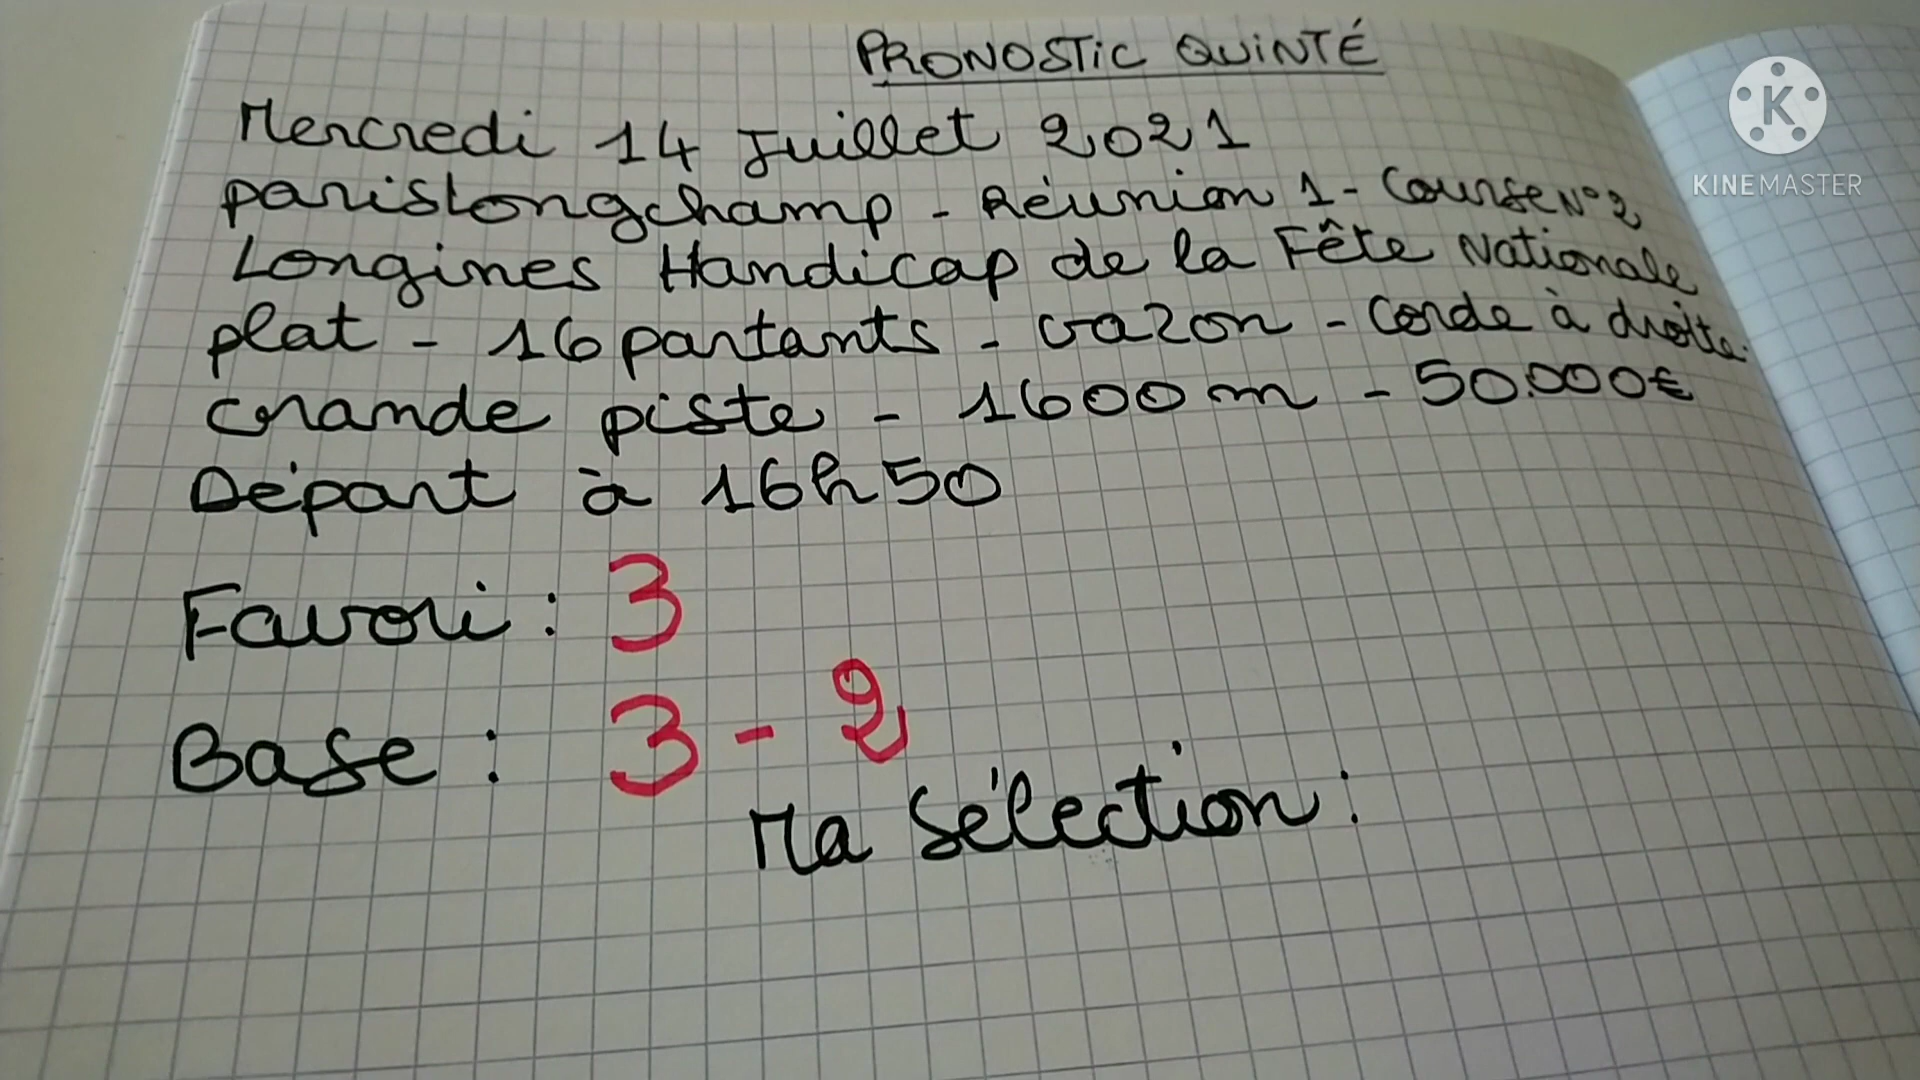 PRONOSTIC QUINTÉ
Mercredi 14 Juillet 2021
parisLongchamp - Réunion 1 - Course N°2
Longines Handicap de la Fête Nationale
plat - 16 partants - Gazon - Corde à droite.
Grande piste - 1600m - 50.000€
Départ à 16h50
Favori : 3
Base : 3 - 2
Ma Sélection :
K
KINEMASTER